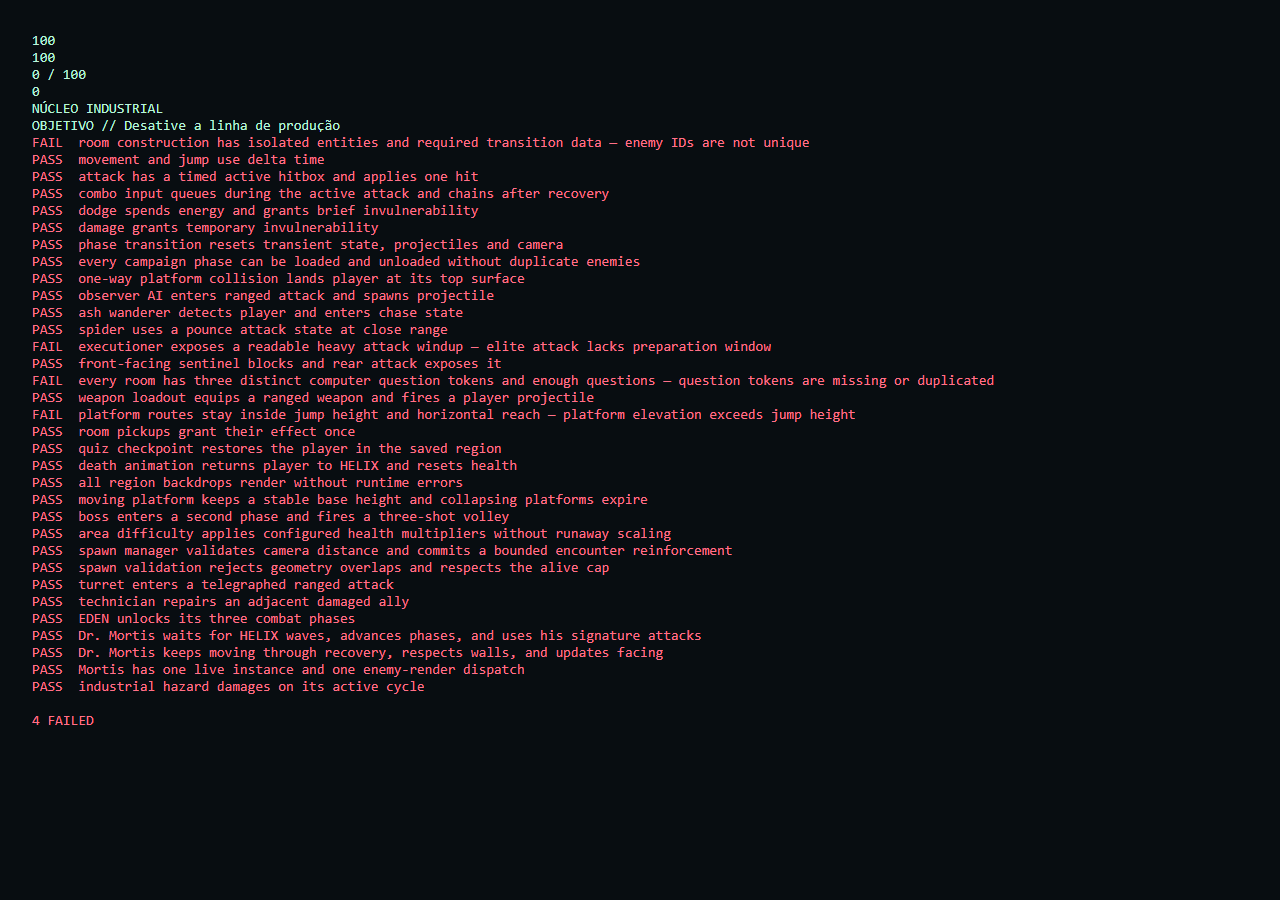 100
100
0 / 100
0
NÚCLEO INDUSTRIAL
OBJETIVO // Desative a linha de produção
FAIL  room construction has isolated entities and required transition data — enemy IDs are not unique
PASS  movement and jump use delta time
PASS  attack has a timed active hitbox and applies one hit
PASS  combo input queues during the active attack and chains after recovery
PASS  dodge spends energy and grants brief invulnerability
PASS  damage grants temporary invulnerability
PASS  phase transition resets transient state, projectiles and camera
PASS  every campaign phase can be loaded and unloaded without duplicate enemies
PASS  one-way platform collision lands player at its top surface
PASS  observer AI enters ranged attack and spawns projectile
PASS  ash wanderer detects player and enters chase state
PASS  spider uses a pounce attack state at close range
FAIL  executioner exposes a readable heavy attack windup — elite attack lacks preparation window
PASS  front-facing sentinel blocks and rear attack exposes it
FAIL  every room has three distinct computer question tokens and enough questions — question tokens are missing or duplicated
PASS  weapon loadout equips a ranged weapon and fires a player projectile
FAIL  platform routes stay inside jump height and horizontal reach — platform elevation exceeds jump height
PASS  room pickups grant their effect once
PASS  quiz checkpoint restores the player in the saved region
PASS  death animation returns player to HELIX and resets health
PASS  all region backdrops render without runtime errors
PASS  moving platform keeps a stable base height and collapsing platforms expire
PASS  boss enters a second phase and fires a three-shot volley
PASS  area difficulty applies configured health multipliers without runaway scaling
PASS  spawn manager validates camera distance and commits a bounded encounter reinforcement
PASS  spawn validation rejects geometry overlaps and respects the alive cap
PASS  turret enters a telegraphed ranged attack
PASS  technician repairs an adjacent damaged ally
PASS  EDEN unlocks its three combat phases
PASS  Dr. Mortis waits for HELIX waves, advances phases, and uses his signature attacks
PASS  Dr. Mortis keeps moving through recovery, respects walls, and updates facing
PASS  Mortis has one live instance and one enemy-render dispatch
PASS  industrial hazard damages on its active cycle
4 FAILED